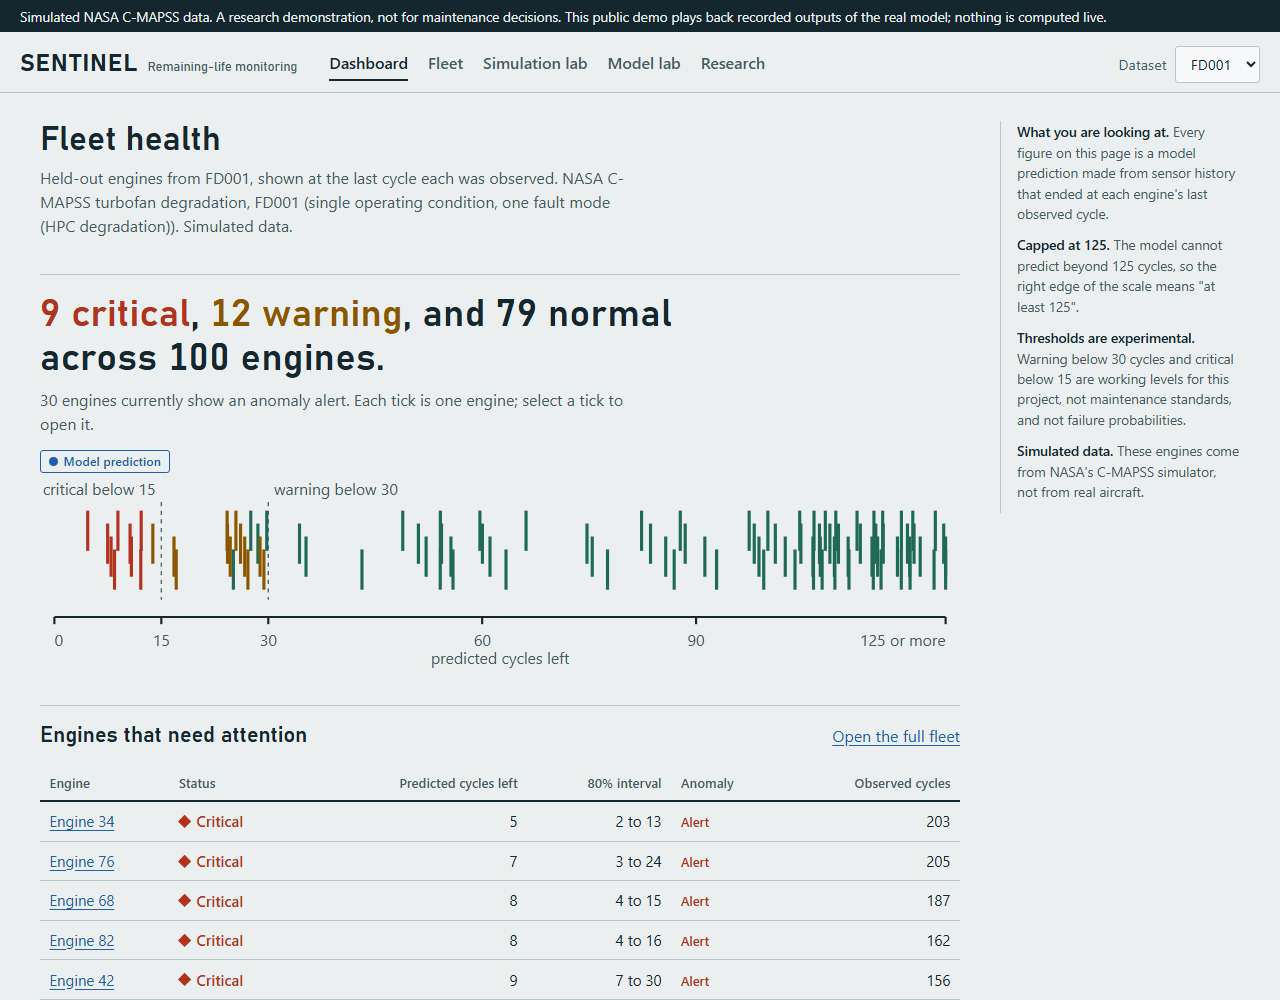 Simulated NASA C-MAPSS data. A research demonstration, not for maintenance decisions. This public demo plays back recorded outputs of the real model; nothing is computed live.
SENTINEL Remaining-life monitoring Dashboard Fleet Simulation lab Model lab Research Dataset FD001
Fleet health
Held-out engines from FD001, shown at the last cycle each was observed. NASA C-
MAPSS turbofan degradation, FD001 (single operating condition, one fault mode
(HPC degradation)). Simulated data.
9 critical, 12 warning, and 79 normal
across 100 engines.
30 engines currently show an anomaly alert. Each tick is one engine; select a tick to
open it.
Model prediction
critical below 15 warning below 30
0 15 30 60 90 125 or more
predicted cycles left
Engines that need attention Open the full fleet
Engine Status Predicted cycles left 80% interval Anomaly Observed cycles
Engine 34 Critical 5 2 to 13 Alert 203
Engine 76 Critical 7 3 to 24 Alert 205
Engine 68 Critical 8 4 to 15 Alert 187
Engine 82 Critical 8 4 to 16 Alert 162
Engine 42 Critical 9 7 to 30 Alert 156
What you are looking at. Every
figure on this page is a model
prediction made from sensor history
that ended at each engine's last
observed cycle.
Capped at 125. The model cannot
predict beyond 125 cycles, so the
right edge of the scale means "at
least 125".
Thresholds are experimental.
Warning below 30 cycles and critical
below 15 are working levels for this
project, not maintenance standards,
and not failure probabilities.
Simulated data. These engines come
from NASA's C-MAPSS simulator,
not from real aircraft.